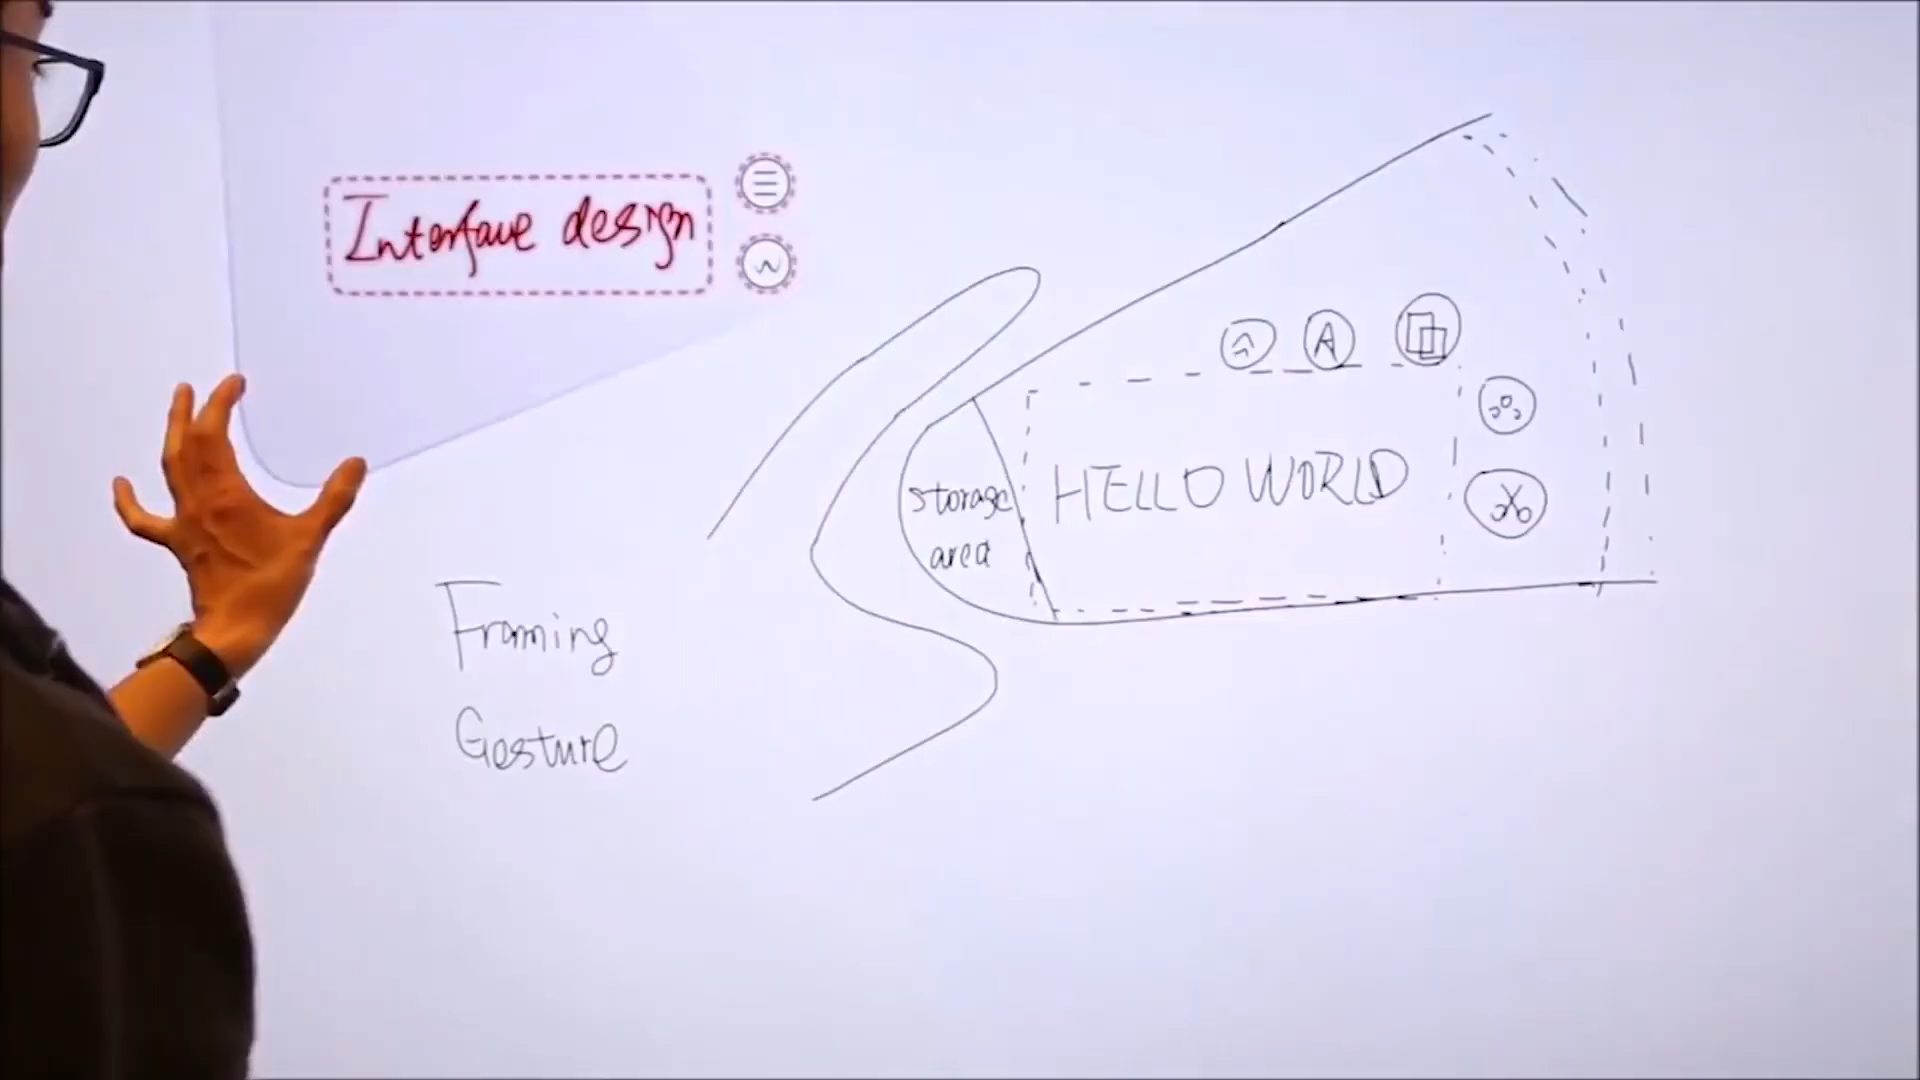 Interfave design
A
HELLO WORLD
storage
area
Framing
Gesture